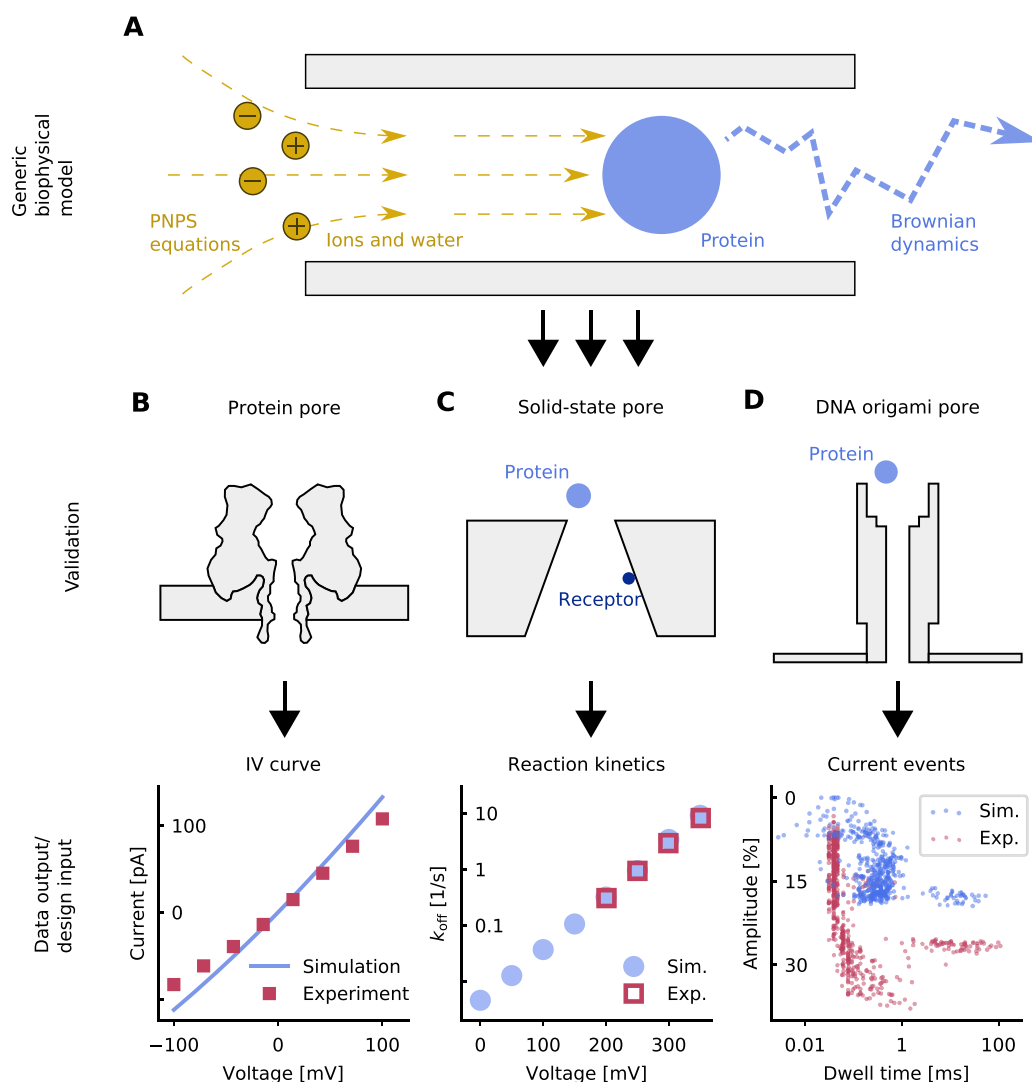 A
Generic
biophysical
model
−
+
−
+
PNPS
equations
Ions and water
Protein
Brownian
dynamics
B
Protein pore
C
Solid-state pore
D
DNA origami pore
Validation
Protein
Receptor
Protein
Data output/
design input
IV curve
Current [pA]
100
0
Simulation
Experiment
−100
0
100
Voltage [mV]
Reaction kinetics
koff [1/s]
10
1
0.1
Sim.
Exp.
0
100
200
300
Voltage [mV]
Current events
Amplitude [%]
0
15
30
Sim.
Exp.
0.01
1
100
Dwell time [ms]